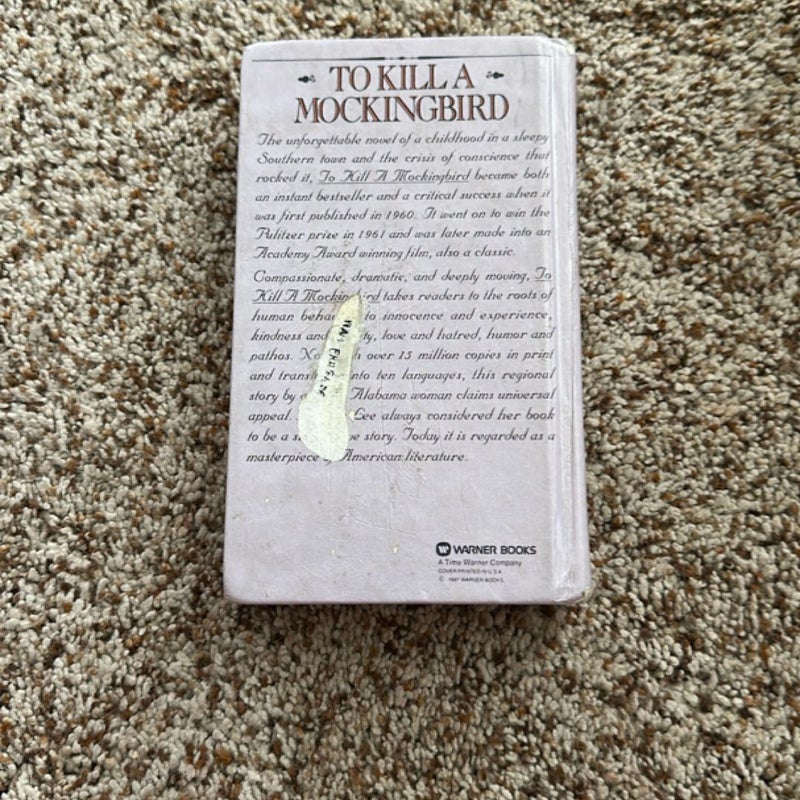 TO KILL A
MOCKINGBIRD
The unforgettable novel of a childhood in a sleepy
Southern town and the crisis of conscience that
rocked it, To Kill A Mockingbird became both
an instant bestseller and a critical success when it
was first published in 1960. It went on to win the
Pulitzer prize in 1961 and was later made into an
Academy Award winning film, also a classic.
Compassionate, dramatic, and deeply moving, To
Kill A Mockingbird takes readers to the roots of
human to innocence and experience,
kindness and love and hatred, humor and
pathos. over 15 million copies in print
and into ten languages, this regional
story by Alabama woman claims universal
appeal. Lee always considered her book
to be a story. Today it is regarded as a
masterpiece American literature.
WARNER BOOKS
A Time Warner Company
COVER PRINTED IN U S A
© 1987 WARNER BOOKS